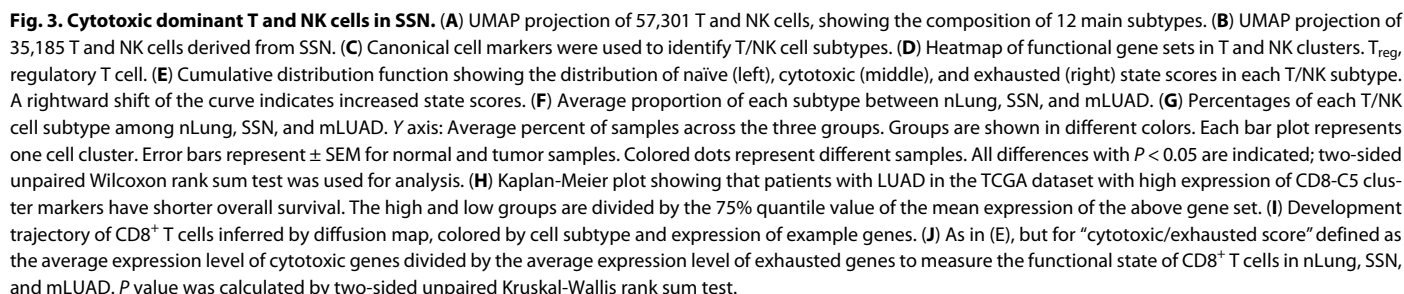 Fig. 3. Cytotoxic dominant T and NK cells in SSN. (A) UMAP projection of 57,301 T and NK cells, showing the composition of 12 main subtypes. (B) UMAP projection of
35,185 T and NK cells derived from SSN. (C) Canonical cell markers were used to identify T/NK cell subtypes. (D) Heatmap of functional gene sets in T and NK clusters. Treg,
regulatory T cell. (E) Cumulative distribution function showing the distribution of naïve (left), cytotoxic (middle), and exhausted (right) state scores in each T/NK subtype.
A rightward shift of the curve indicates increased state scores. (F) Average proportion of each subtype between nLung, SSN, and mLUAD. (G) Percentages of each T/NK
cell subtype among nLung, SSN, and mLUAD. Y axis: Average percent of samples across the three groups. Groups are shown in different colors. Each bar plot represents
one cell cluster. Error bars represent ± SEM for normal and tumor samples. Colored dots represent different samples. All differences with P < 0.05 are indicated; two-sided
unpaired Wilcoxon rank sum test was used for analysis. (H) Kaplan-Meier plot showing that patients with LUAD in the TCGA dataset with high expression of CD8-C5 clus-
ter markers have shorter overall survival. The high and low groups are divided by the 75% quantile value of the mean expression of the above gene set. (I) Development
trajectory of CD8+ T cells inferred by diffusion map, colored by cell subtype and expression of example genes. (J) As in (E), but for “cytotoxic/exhausted score” defined as
the average expression level of cytotoxic genes divided by the average expression level of exhausted genes to measure the functional state of CD8+ T cells in nLung, SSN,
and mLUAD. P value was calculated by two-sided unpaired Kruskal-Wallis rank sum test.